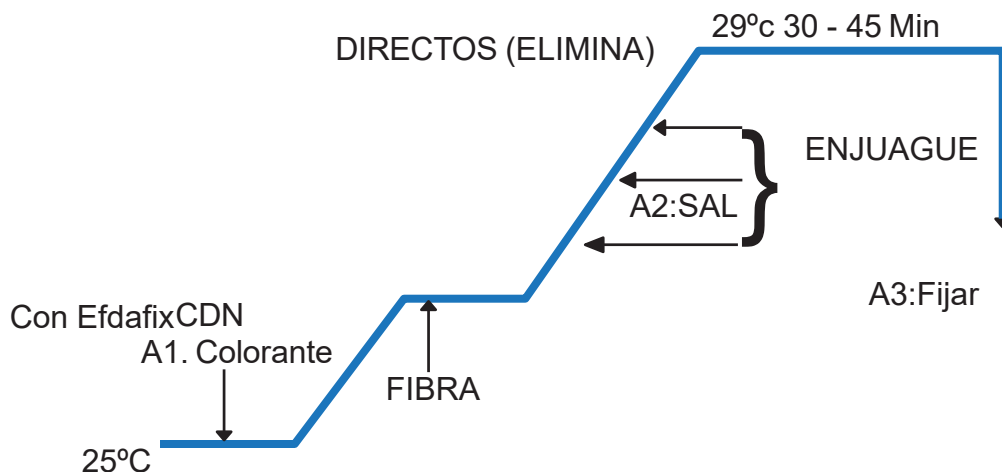 29ºc 30 - 45 Min
DIRECTOS (ELIMINA)
ENJUAGUE
A2:SAL
A3:Fijar
Con EfdafixCDN
A1. Colorante
FIBRA
25ºC